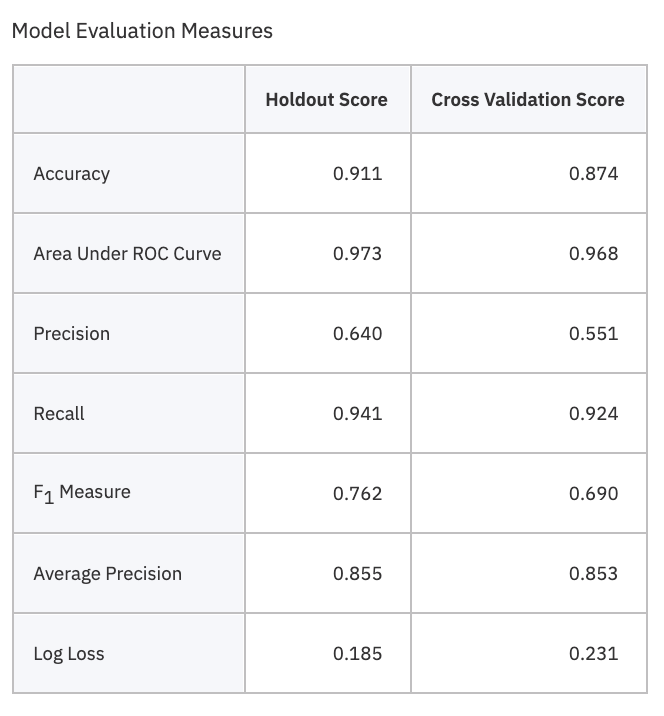 Model Evaluation Measures
Holdout Score Cross Validation Score
Accuracy 0.911 0.874
Area Under ROC Curve 0.973 0.968
Precision 0.640 0.551
Recall 0.941 0.924
F1 Measure 0.762 0.690
Average Precision 0.855 0.853
Log Loss 0.185 0.231